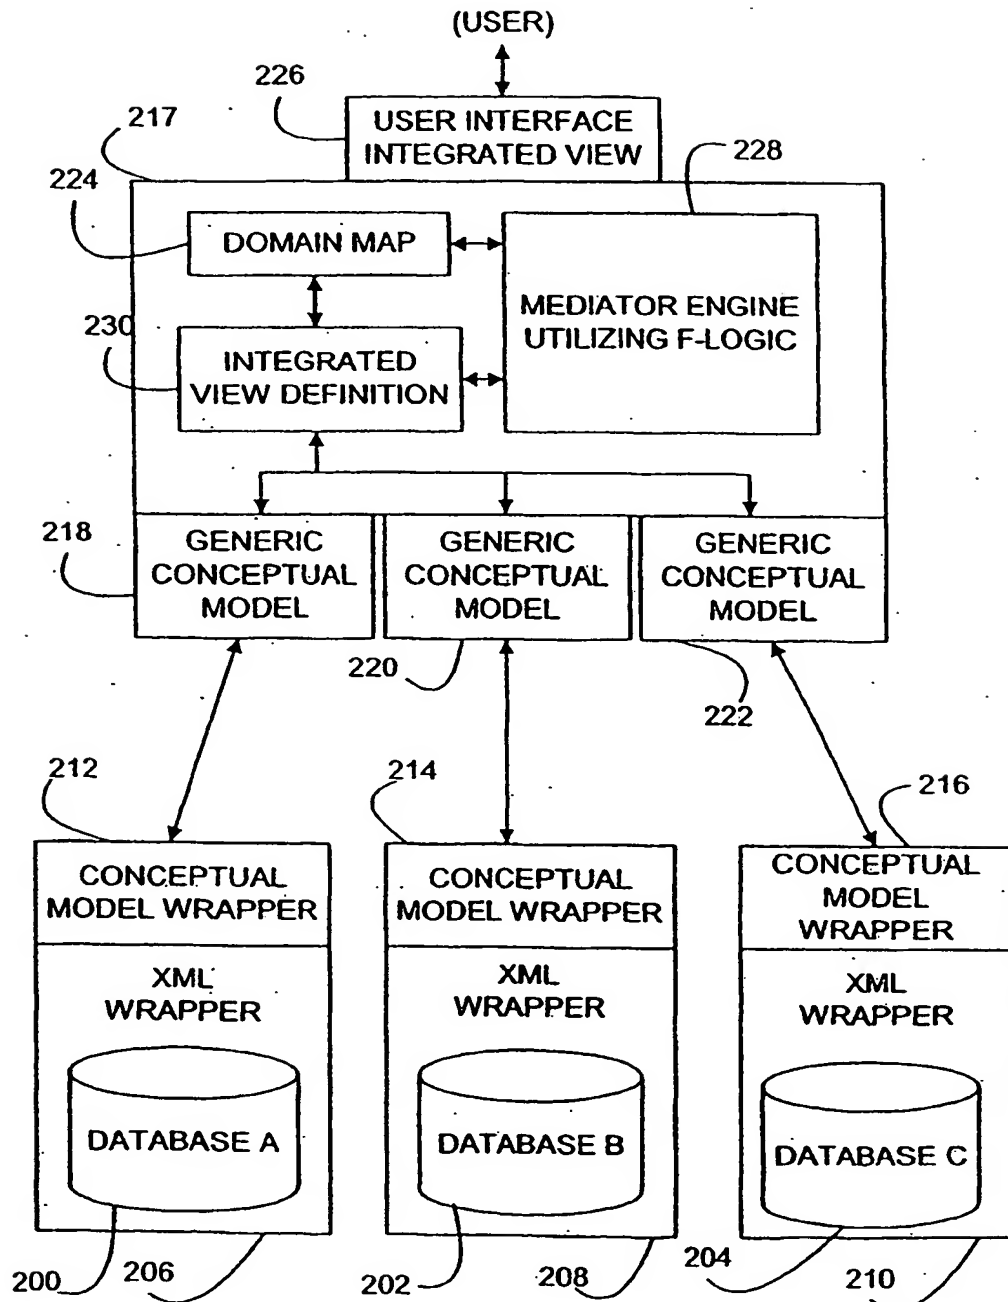 (USER)
226
USER INTERFACE
INTEGRATED VIEW
217
228
224
DOMAIN MAP
MEDIATOR ENGINE
UTILIZING F-LOGIC
230
INTEGRATED
VIEW DEFINITION
218
GENERIC
CONCEPTUAL
MODEL
GENERIC
CONCEPTUAL
MODEL
GENERIC
CONCEPTUAL
MODEL
220
222
212
214
216
CONCEPTUAL
MODEL WRAPPER
CONCEPTUAL
MODEL WRAPPER
CONCEPTUAL
MODEL
WRAPPER
XML
WRAPPER
XML
WRAPPER
XML
WRAPPER
DATABASE A
DATABASE B
DATABASE C
200
206
202
208
204
210